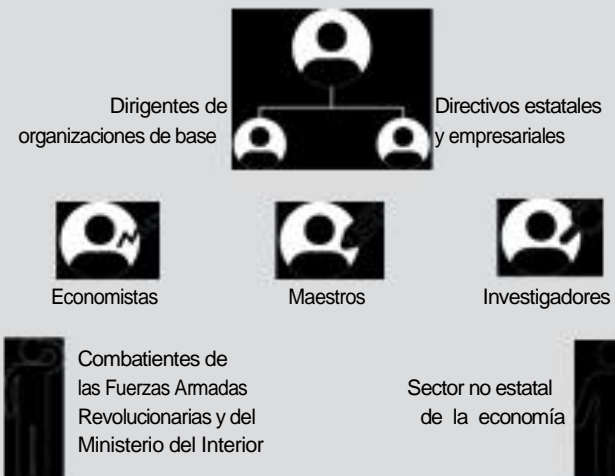 Dirigentes de
organizaciones de base
Directivos estatales
y empresariales
Economistas
Maestros
Investigadores
Combatientes de
las Fuerzas Armadas
Revolucionarias y del
Ministerio del Interior
Sector no estatal
de la economía